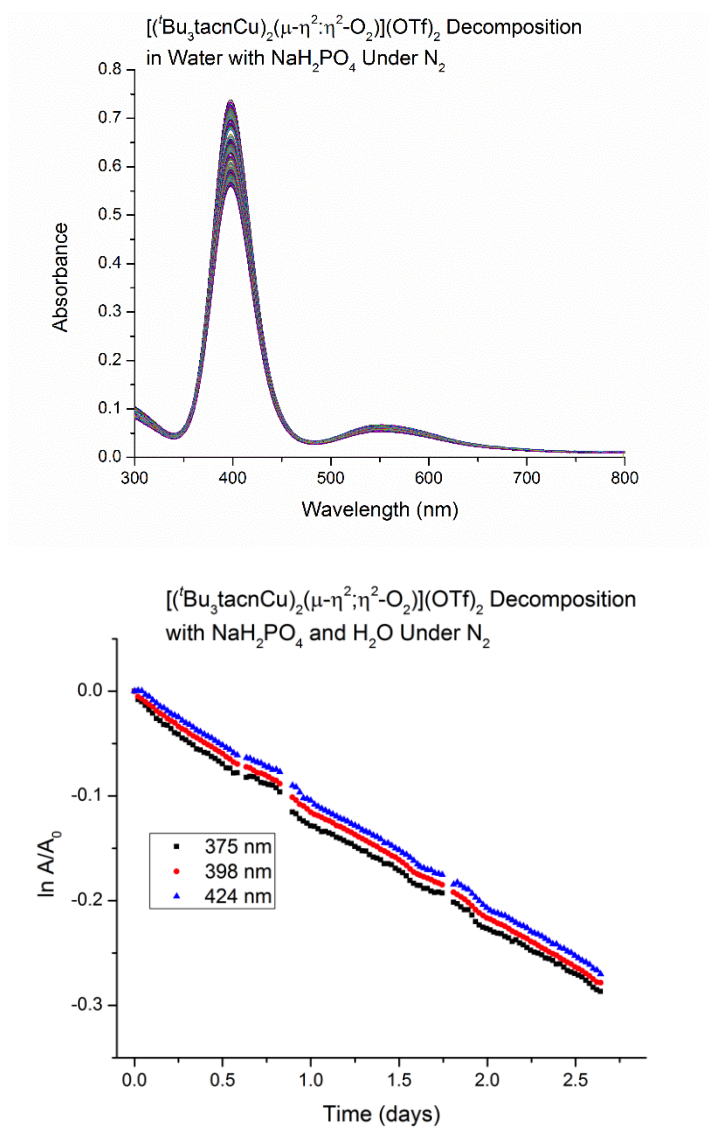 [(ᵗBu₃tacnCu)₂(μ-η²:η²-O₂)](OTf)₂ Decomposition
in Water with NaH₂PO₄ Under N₂
0.8
0.7
0.6
0.5
0.4
0.3
0.2
0.1
0.0
Absorbance
300
400
500
600
700
800
Wavelength (nm)
[(ᵗBu₃tacnCu)₂(μ-η²;η²-O₂)](OTf)₂ Decomposition
with NaH₂PO₄ and H₂O Under N₂
0.0
-0.1
-0.2
-0.3
ln A/A₀
375 nm
398 nm
424 nm
0.0
0.5
1.0
1.5
2.0
2.5
Time (days)